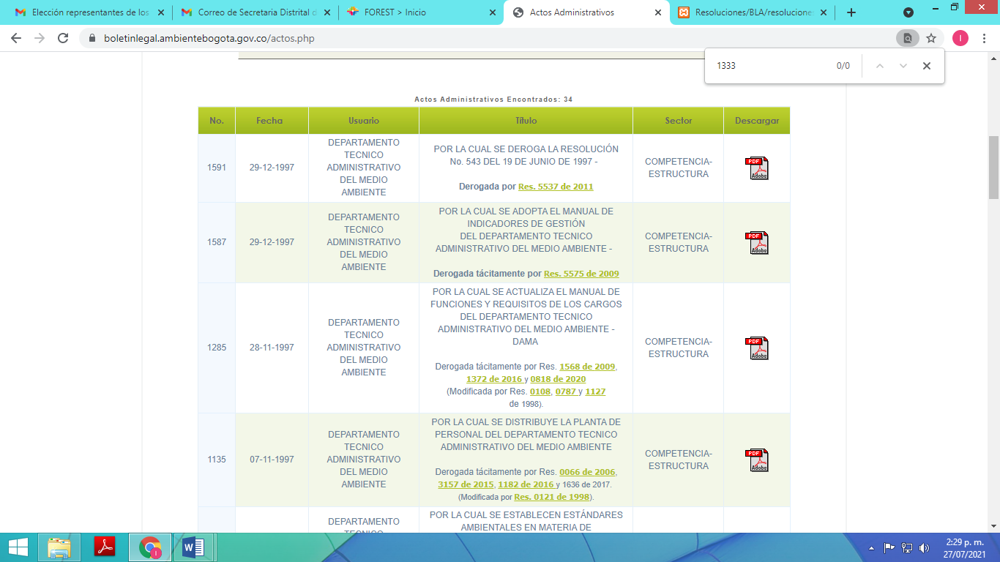 Elección representantes de los
Correo de Secretaria Distrital d
FOREST > Inicio
Actos Administrativos
Resoluciones/BLA/resoluciones
boletinlegal.ambientebogota.gov.co/actos.php
I
1333
0/0
Actos Administrativos Encontrados: 34
No.
Fecha
Usuario
Título
Sector
Descargar
1591
29-12-1997
DEPARTAMENTO
TECNICO
ADMINISTRATIVO
DEL MEDIO
AMBIENTE
POR LA CUAL SE DEROGA LA RESOLUCIÓN
No. 543 DEL 19 DE JUNIO DE 1997 -
Derogada por Res. 5537 de 2011
COMPETENCIA-
ESTRUCTURA
PDF
Adobe
1587
29-12-1997
DEPARTAMENTO
TECNICO
ADMINISTRATIVO
DEL MEDIO
AMBIENTE
POR LA CUAL SE ADOPTA EL MANUAL DE
INDICADORES DE GESTIÓN
DEL DEPARTAMENTO TECNICO
ADMINISTRATIVO DEL MEDIO AMBIENTE -
Derogada tácitamente por Res. 5575 de 2009
COMPETENCIA-
ESTRUCTURA
PDF
Adobe
1285
28-11-1997
DEPARTAMENTO
TECNICO
ADMINISTRATIVO
DEL MEDIO
AMBIENTE
POR LA CUAL SE ACTUALIZA EL MANUAL DE
FUNCIONES Y REQUISITOS DE LOS CARGOS
DEL DEPARTAMENTO TECNICO
ADMINISTRATIVO DEL MEDIO AMBIENTE -
DAMA
Derogada tácitamente por Res. 1568 de 2009,
1372 de 2016 y 0818 de 2020
(Modificada por Res. 0108, 0787 y 1127
de 1998).
COMPETENCIA-
ESTRUCTURA
PDF
Adobe
1135
07-11-1997
DEPARTAMENTO
TECNICO
ADMINISTRATIVO
DEL MEDIO
AMBIENTE
POR LA CUAL SE DISTRIBUYE LA PLANTA DE
PERSONAL DEL DEPARTAMENTO TECNICO
ADMINISTRATIVO DEL MEDIO AMBIENTE
Derogada tácitamente por Res. 0066 de 2006,
3157 de 2015, 1182 de 2016 y 1636 de 2017.
(Modificada por Res. 0121 de 1998).
COMPETENCIA-
ESTRUCTURA
PDF
Adobe
DEPARTAMENTO
TECNICO
POR LA CUAL SE ESTABLECEN ESTÁNDARES
AMBIENTALES EN MATERIA DE
2:29 p. m.
27/07/2021